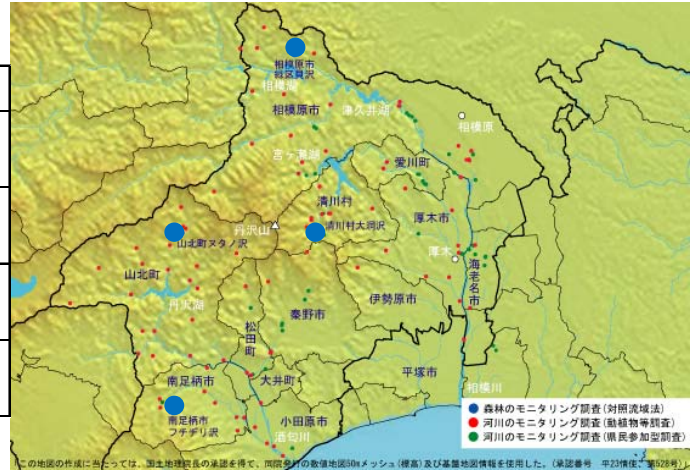 相模原市
緑区貝沢
相模湖
相模原市
津久井湖
相模原
宮ヶ瀬湖
愛川町
清川村
厚木市
丹沢山
清川村大洞沢
山北町ヌタノ沢
厚木
海老名市
山北町
丹沢湖
伊勢原市
秦野市
松田町
平塚市
南足柄市
大井町
相模川
南足柄市
フチヂリ沢
小田原市
酒匂川
森林のモニタリング調査(対照流域法)
河川のモニタリング調査(動植物等調査)
河川のモニタリング調査(県民参加型調査)
この地図の作成に当たっては、国土地理院長の承認を得て、同院発行の数値地図50mメッシュ(標高)及び基盤地図情報を使用した。(承認番号 平23情使、第528号)